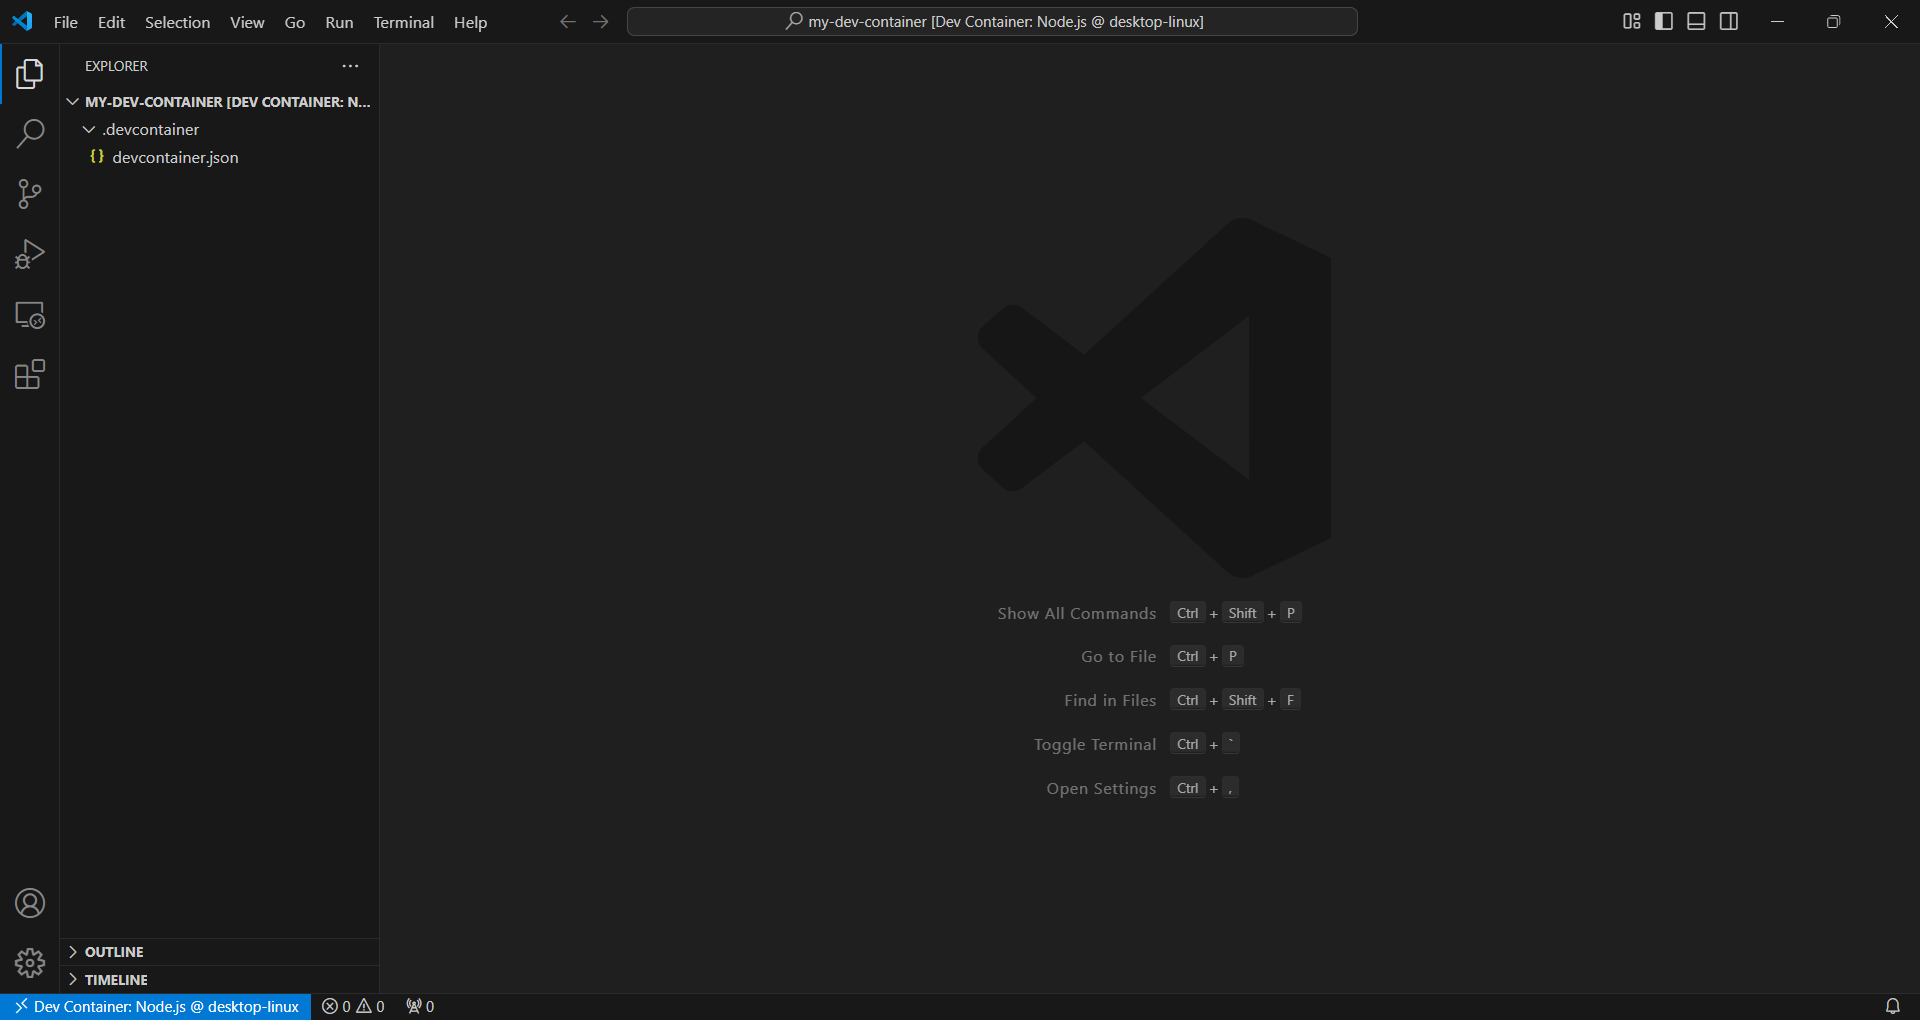 File Edit Selection View Go Run Terminal Help
my-dev-container [Dev Container: Node.js @ desktop-linux]
EXPLORER
MY-DEV-CONTAINER [DEV CONTAINER: N...
.devcontainer
{} devcontainer.json
Show All Commands Ctrl + Shift + P
Go to File Ctrl + P
Find in Files Ctrl + Shift + F
Toggle Terminal Ctrl + `
Open Settings Ctrl + ,
OUTLINE
TIMELINE
Dev Container: Node.js @ desktop-linux 0 0 0